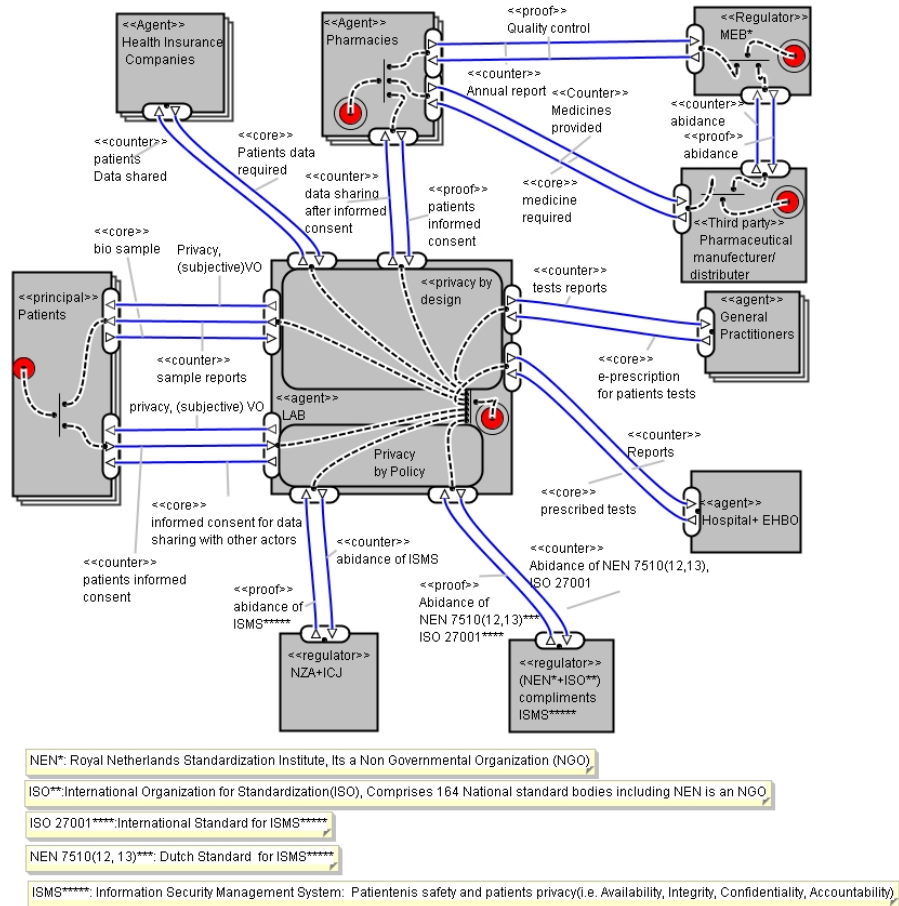 <<Agent>>
Health Insurance
Companies
<<Agent>>
Pharmacies
<<proof>>
Quality control
<<Regulator>>
MEB*
<<counter>>
Annual report
<<Counter>>
Medicines
provided
<<counter>>
abidance
<<proof>>
abidance
<<counter>>
patients
Data shared
<<core>>
Patients data
required
<<counter>>
data sharing
after informed
consent
<<proof>>
patients
informed
consent
<<core>>
medicine
required
<<Third party>>
Pharmaceutical
manufecturer/
distributer
<<core>>
bio sample
Privacy,
(subjective)VO
<<principal>>
Patients
<<privacy by
design
<<counter>>
tests reports
<<agent>>
General
Practitioners
<<counter>>
sample reports
<<core>>
e-prescription
for patients tests
privacy, (subjective) VO
<<agent>>
LAB
Privacy
by Policy
<<counter>>
Reports
<<core>>
prescribed tests
<<agent>>
Hospital+ EHBO
<<core>>
informed consent for data
sharing with other actors
<<counter>>
patients informed
consent
<<counter>>
abidance of ISMS
<<counter>>
Abidance of NEN 7510(12,13),
ISO 27001
<<proof>>
abidance of
ISMS*****
<<proof>>
Abidance of
NEN 7510(12,13)***
ISO 27001****
<<regulator>>
NZA+ICJ
<<regulator>>
(NEN*+ISO**)
compliments
ISMS*****
NEN*: Royal Netherlands Standardization Institute, Its a Non Governmental Organization (NGO)
ISO**:International Organization for Standardization(ISO), Comprises 164 National standard bodies including NEN is an NGO
ISO 27001****:International Standard for ISMS*****
NEN 7510(12, 13)***: Dutch Standard for ISMS*****
ISMS*****: Information Security Management System: Patientenis safety and patients privacy(i.e. Availability, Integrity, Confidentiality, Accountability)